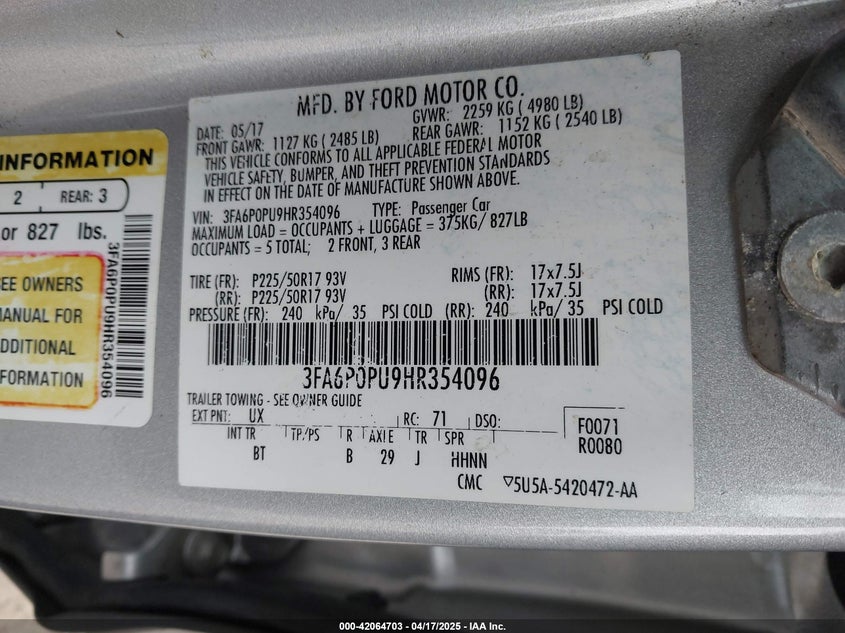 INFORMATION
2 REAR: 3
or 827 lbs.
SEE OWNERS
MANUAL FOR
ADDITIONAL
INFORMATION
3FA6P0PU9HR354096
MFD. BY FORD MOTOR CO.
DATE: 05/17 GVWR: 2259 KG ( 4980 LB)
FRONT GAWR: 1127 KG ( 2485 LB) REAR GAWR: 1152 KG ( 2540 LB)
THIS VEHICLE CONFORMS TO ALL APPLICABLE FEDERAL MOTOR
VEHICLE SAFETY, BUMPER, AND THEFT PREVENTION STANDARDS
IN EFFECT ON THE DATE OF MANUFACTURE SHOWN ABOVE.
VIN: 3FA6P0PU9HR354096 TYPE: Passenger Car
MAXIMUM LOAD = OCCUPANTS + LUGGAGE = 375KG/ 827LB
OCCUPANTS = 5 TOTAL; 2 FRONT, 3 REAR
TIRE (FR): P225/50R17 93V RIMS (FR): 17x7.5J
(RR): P225/50R17 93V (RR): 17x7.5J
PRESSURE (FR): 240 kPa/ 35 PSI COLD (RR): 240 kPa/ 35 PSI COLD
3FA6P0PU9HR354096
TRAILER TOWING - SEE OWNER GUIDE
EXT PNT: UX RC: 71 DSO: F0071
INT TR TP/PS R AXLE TR SPR R0080
BT B 29 J HHNN
CMC ▽5U5A-5420472-AA
000-42064703 - 04/17/2025 - IAA Inc.